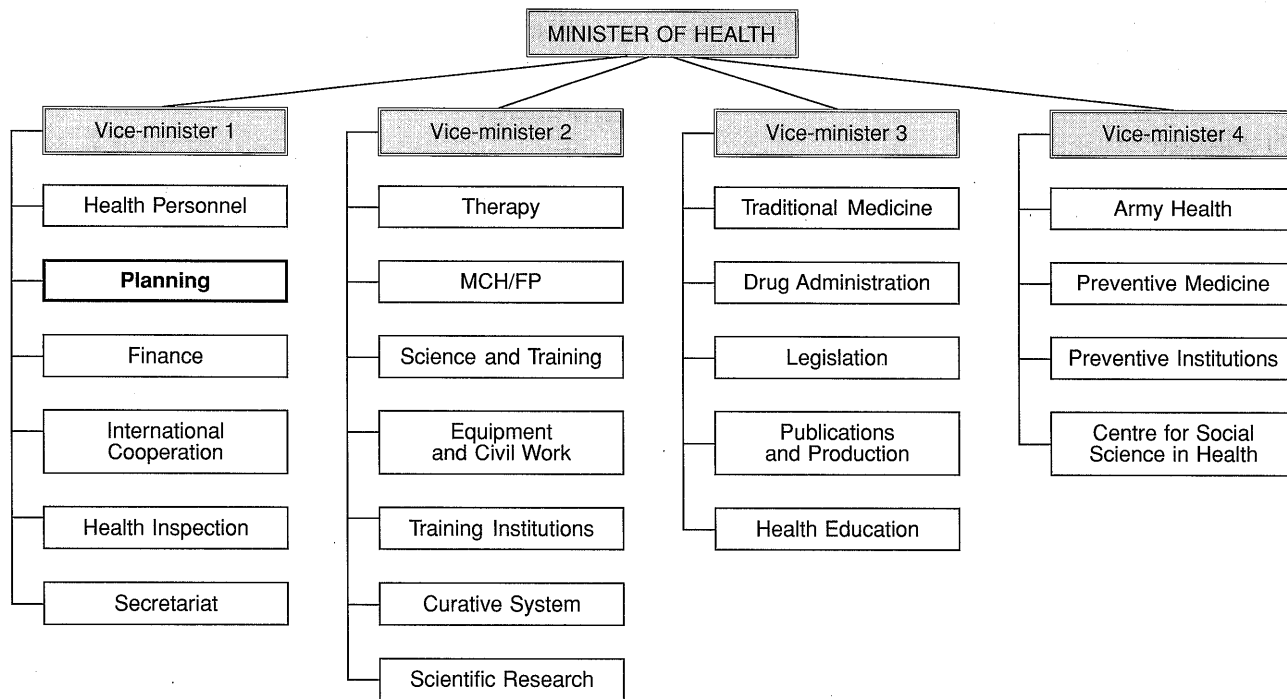 MINISTER OF HEALTH
Vice-minister 1
Health Personnel
Planning
Finance
International
Cooperation
Health Inspection
Secretariat
Vice-minister 2
Therapy
MCH/FP
Science and Training
Equipment
and Civil Work
Training Institutions
Curative System
Scientific Research
Vice-minister 3
Traditional Medicine
Drug Administration
Legislation
Publications
and Production
Health Education
Vice-minister 4
Army Health
Preventive Medicine
Preventive Institutions
Centre for Social
Science in Health